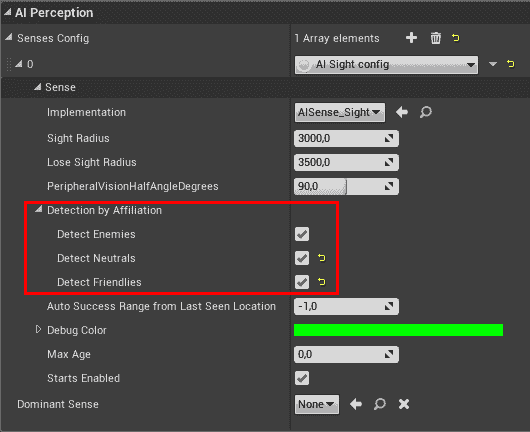 AI Perception
Senses Config 1 Array elements
0 AI Sight config
Sense
Implementation AISense_Sight
Sight Radius 3000,0
Lose Sight Radius 3500,0
PeripheralVisionHalfAngleDegrees 90,0
Detection by Affiliation
Detect Enemies
Detect Neutrals
Detect Friendlies
Auto Success Range from Last Seen Location -1,0
Debug Color
Max Age 0,0
Starts Enabled
Dominant Sense None